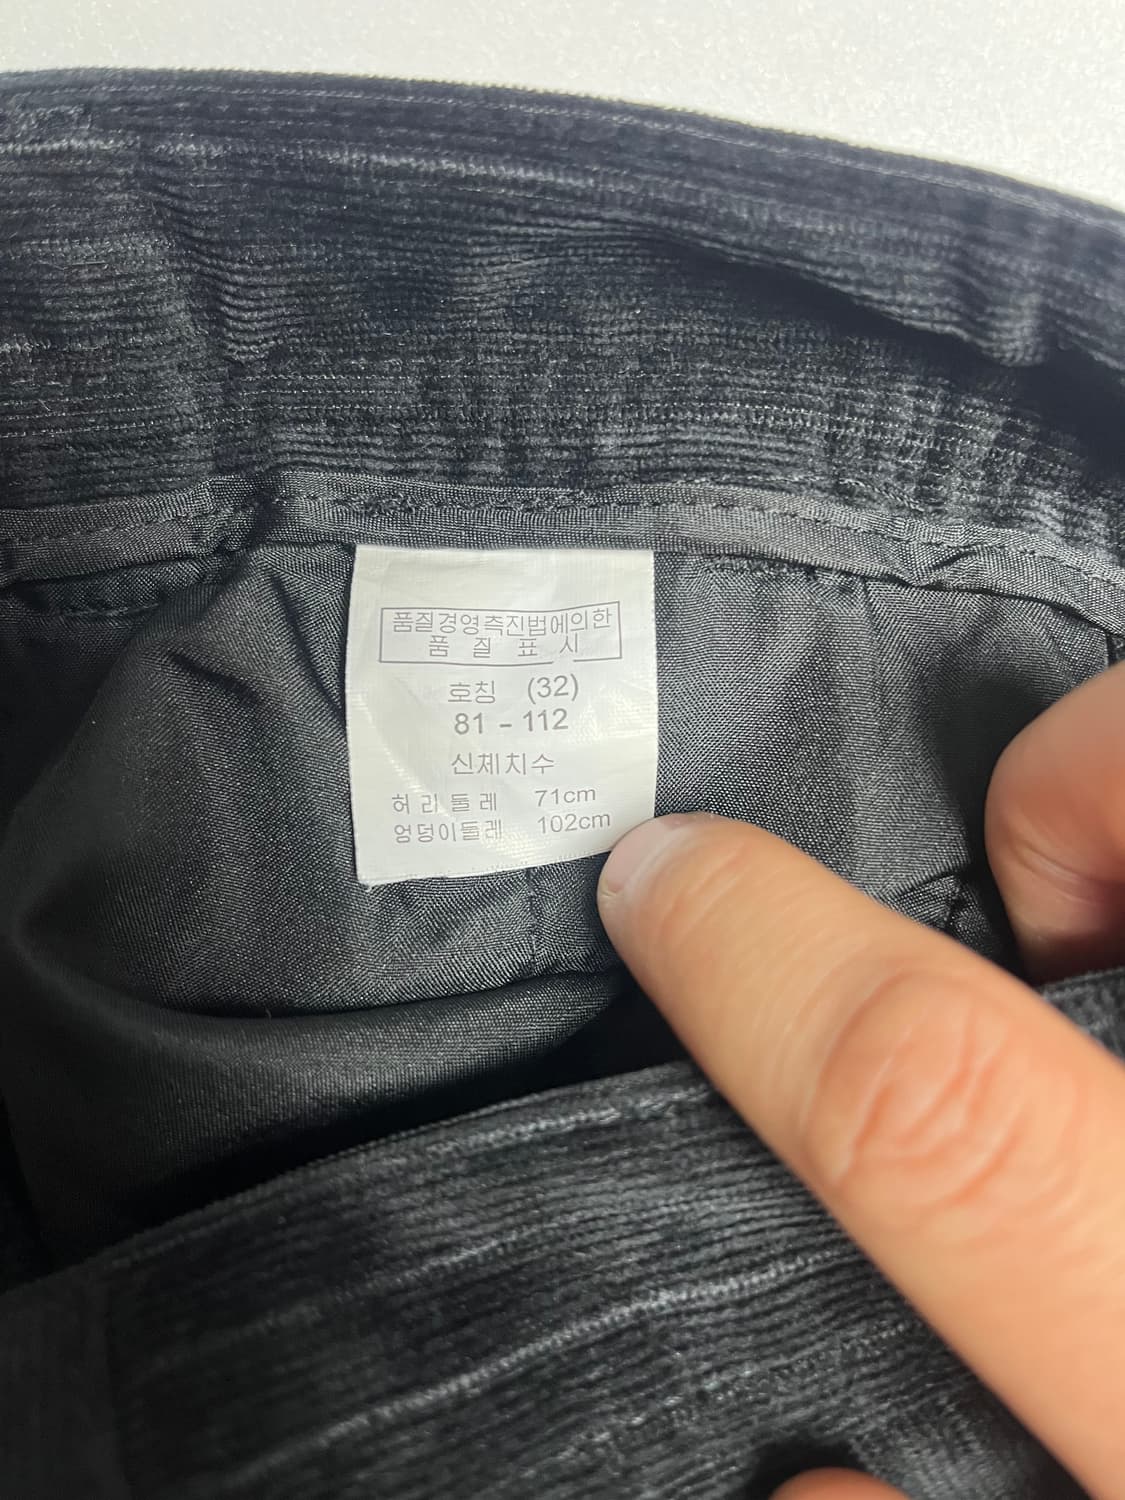 품질경영촉진법에의한
품 질 표 시
호칭 (32)
81 - 112
신체치수
허리둘레 71cm
엉덩이둘레 102cm